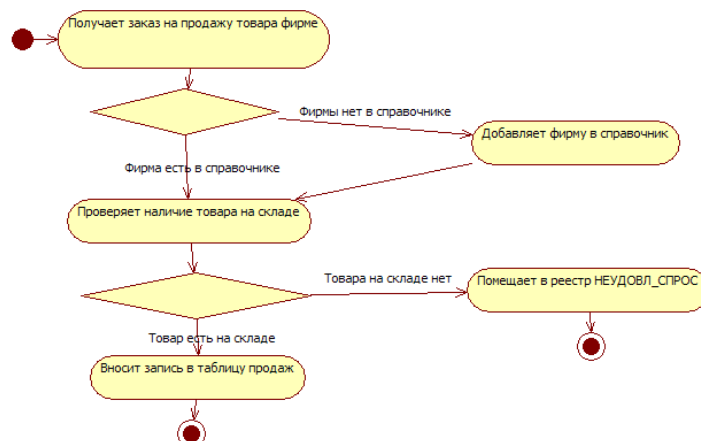 Получает заказ на продажу товара фирме
Фирмы нет в справочнике
Добавляет фирму в справочник
Фирма есть в справочнике
Проверяет наличие товара на складе
Товара на складе нет
Помещает в реестр НЕУДОВЛ_СПРОС
Товар есть на складе
Вносит запись в таблицу продаж